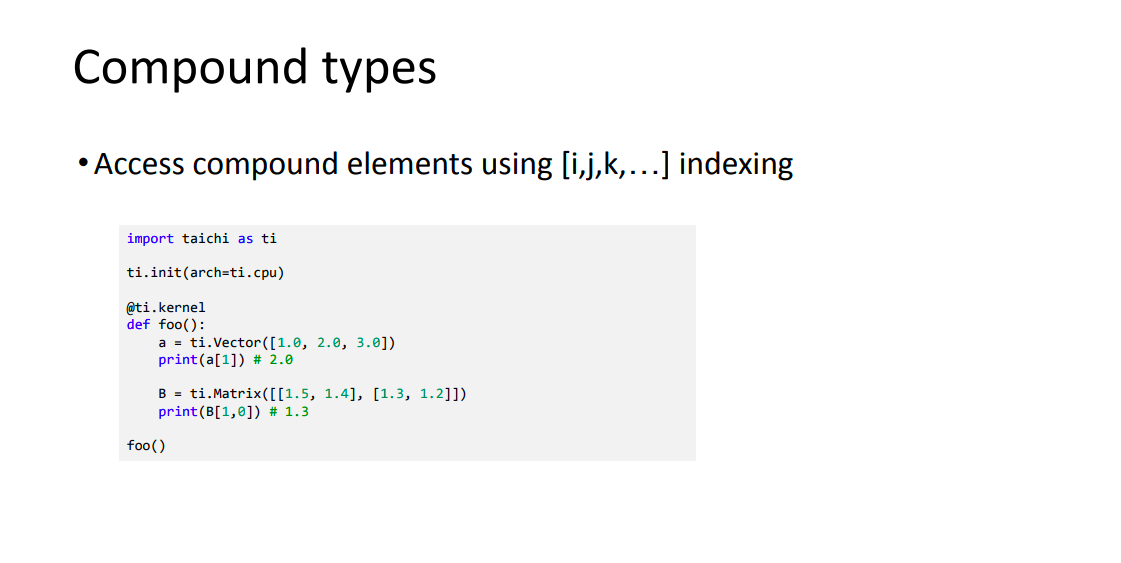 Compound types
•Access compound elements using [i,j,k,…] indexing
import taichi as ti
ti.init(arch=ti.cpu)
@ti.kernel
def foo():
    a = ti.Vector([1.0, 2.0, 3.0])
    print(a[1]) # 2.0
    B = ti.Matrix([[1.5, 1.4], [1.3, 1.2]])
    print(B[1,0]) # 1.3
foo()